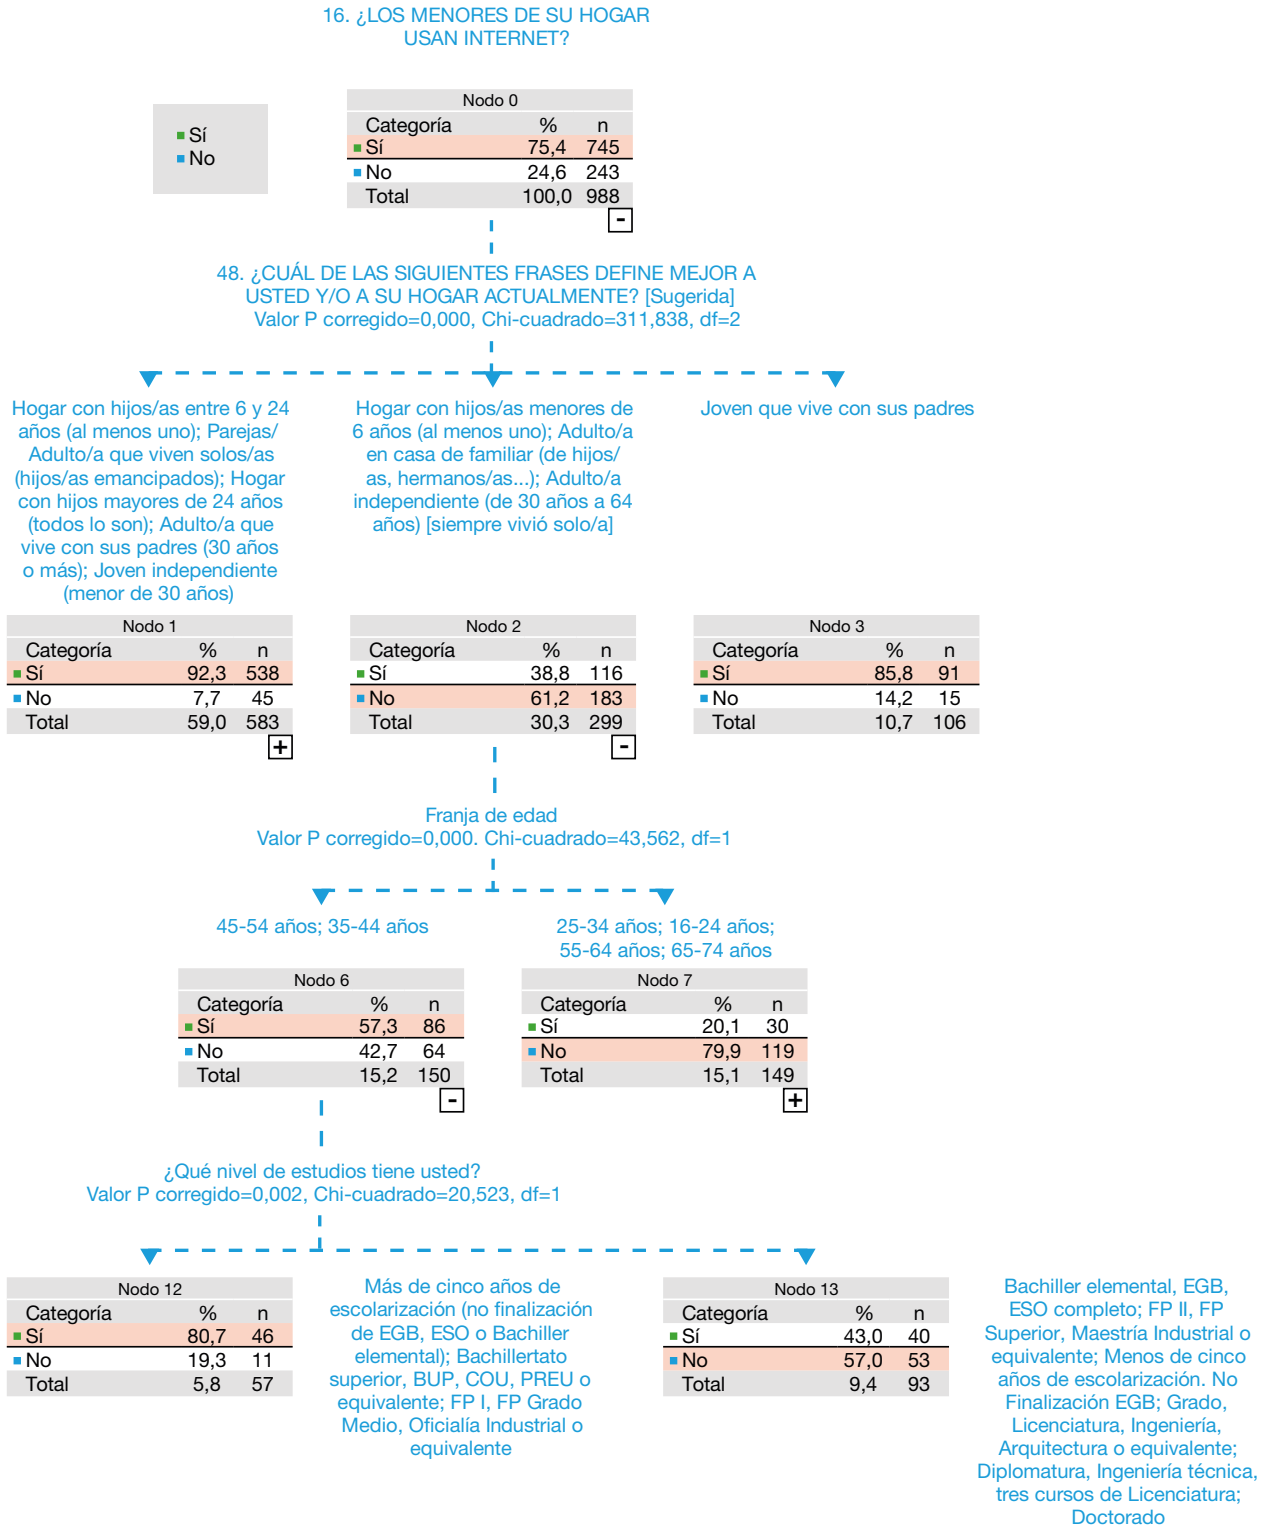 16. ¿LOS MENORES DE SU HOGAR
USAN INTERNET?
Sí
No
Nodo 0
Categoría % n
Sí 75,4 745
No 24,6 243
Total 100,0 988
-
48. ¿CUÁL DE LAS SIGUIENTES FRASES DEFINE MEJOR A
USTED Y/O A SU HOGAR ACTUALMENTE? [Sugerida]
Valor P corregido=0,000, Chi-cuadrado=311,838, df=2
Hogar con hijos/as entre 6 y 24
años (al menos uno); Parejas/
Adulto/a que viven solos/as
(hijos/as emancipados); Hogar
con hijos mayores de 24 años
(todos lo son); Adulto/a que
vive con sus padres (30 años
o más); Joven independiente
(menor de 30 años)
Hogar con hijos/as menores de
6 años (al menos uno); Adulto/a
en casa de familiar (de hijos/
as, hermanos/as...); Adulto/a
independiente (de 30 años a 64
años) [siempre vivió solo/a]
Joven que vive con sus padres
Nodo 1
Categoría % n
Sí 92,3 538
No 7,7 45
Total 59,0 583
+
Nodo 2
Categoría % n
Sí 38,8 116
No 61,2 183
Total 30,3 299
-
Nodo 3
Categoría % n
Sí 85,8 91
No 14,2 15
Total 10,7 106
Franja de edad
Valor P corregido=0,000. Chi-cuadrado=43,562, df=1
45-54 años; 35-44 años
25-34 años; 16-24 años;
55-64 años; 65-74 años
Nodo 6
Categoría % n
Sí 57,3 86
No 42,7 64
Total 15,2 150
-
Nodo 7
Categoría % n
Sí 20,1 30
No 79,9 119
Total 15,1 149
+
¿Qué nivel de estudios tiene usted?
Valor P corregido=0,002, Chi-cuadrado=20,523, df=1
Nodo 12
Categoría % n
Sí 80,7 46
No 19,3 11
Total 5,8 57
Más de cinco años de
escolarización (no finalización
de EGB, ESO o Bachiller
elemental); Bachillertato
superior, BUP, COU, PREU o
equivalente; FP I, FP Grado
Medio, Oficialía Industrial o
equivalente
Nodo 13
Categoría % n
Sí 43,0 40
No 57,0 53
Total 9,4 93
Bachiller elemental, EGB,
ESO completo; FP II, FP
Superior, Maestría Industrial o
equivalente; Menos de cinco
años de escolarización. No
Finalización EGB; Grado,
Licenciatura, Ingeniería,
Arquitectura o equivalente;
Diplomatura, Ingeniería técnica,
tres cursos de Licenciatura;
Doctorado